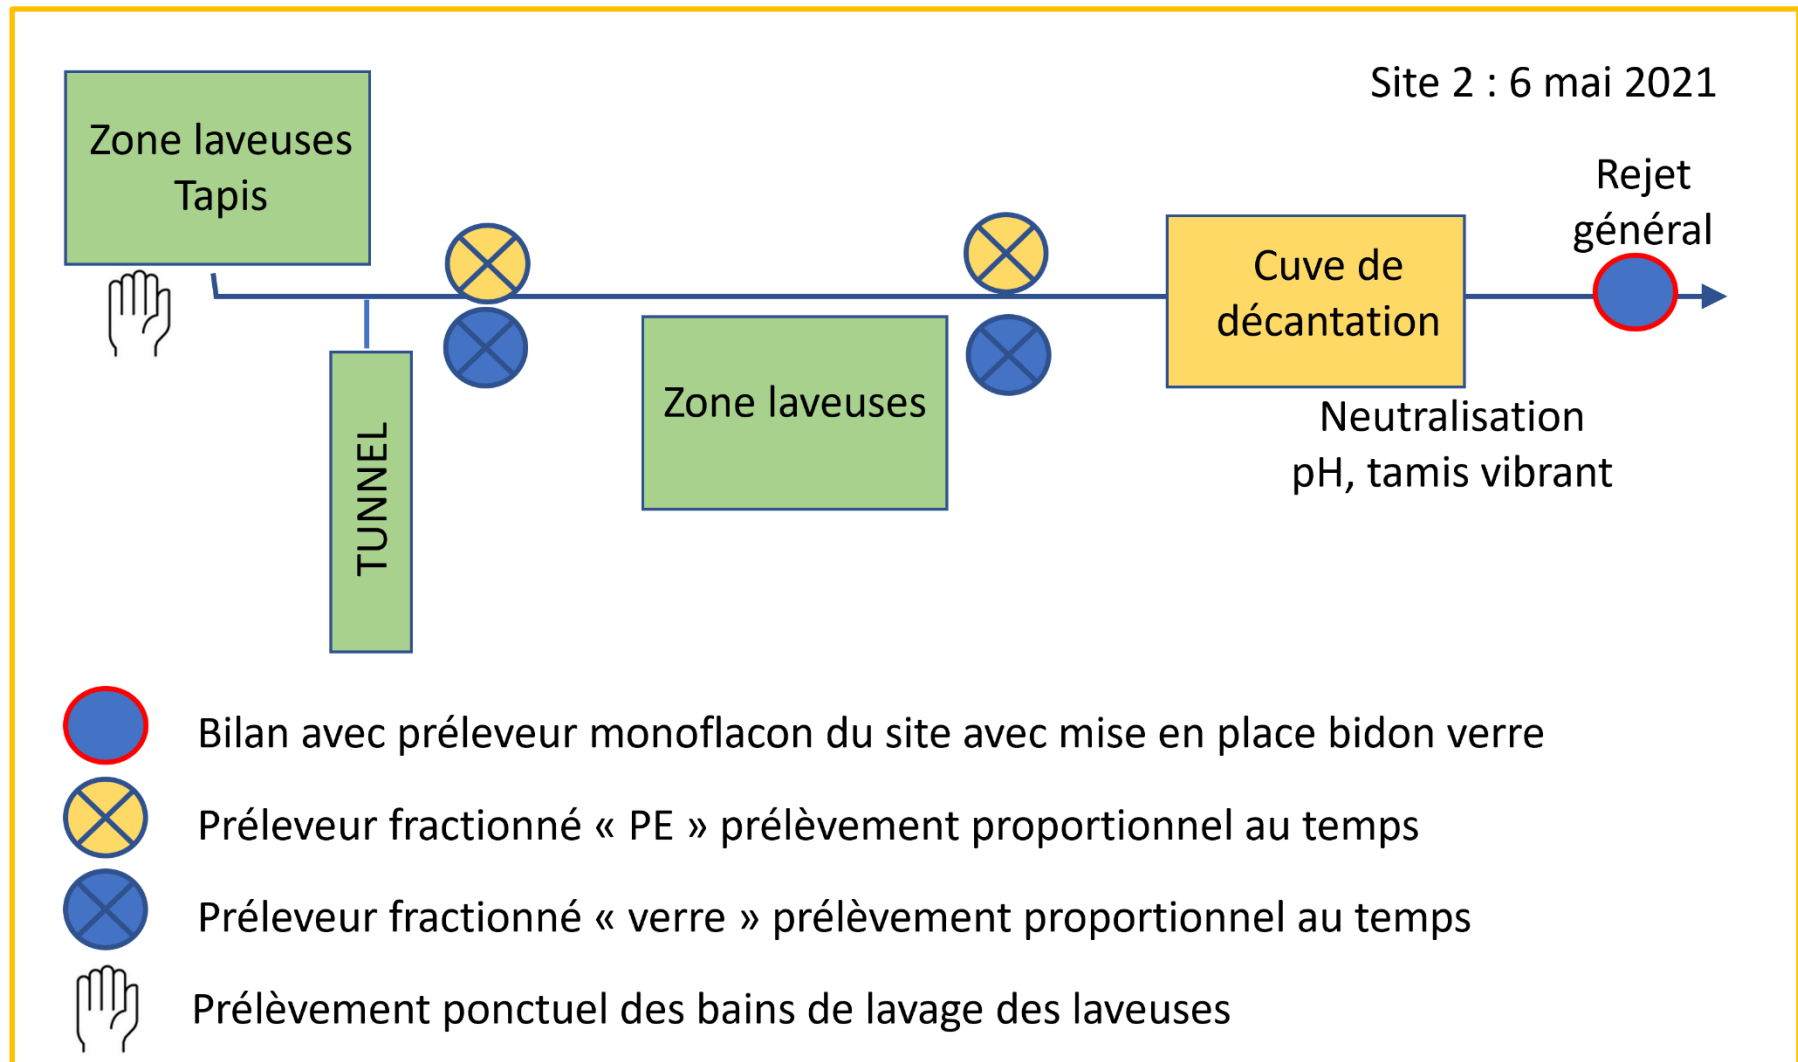 Site 2 : 6 mai 2021
Zone laveuses
Tapis
Rejet
général
Cuve de
décantation
Zone laveuses
TUNNEL
Neutralisation
pH, tamis vibrant
Bilan avec préleveur monoflacon du site avec mise en place bidon verre
Préleveur fractionné « PE » prélèvement proportionnel au temps
Préleveur fractionné « verre » prélèvement proportionnel au temps
Prélèvement ponctuel des bains de lavage des laveuses